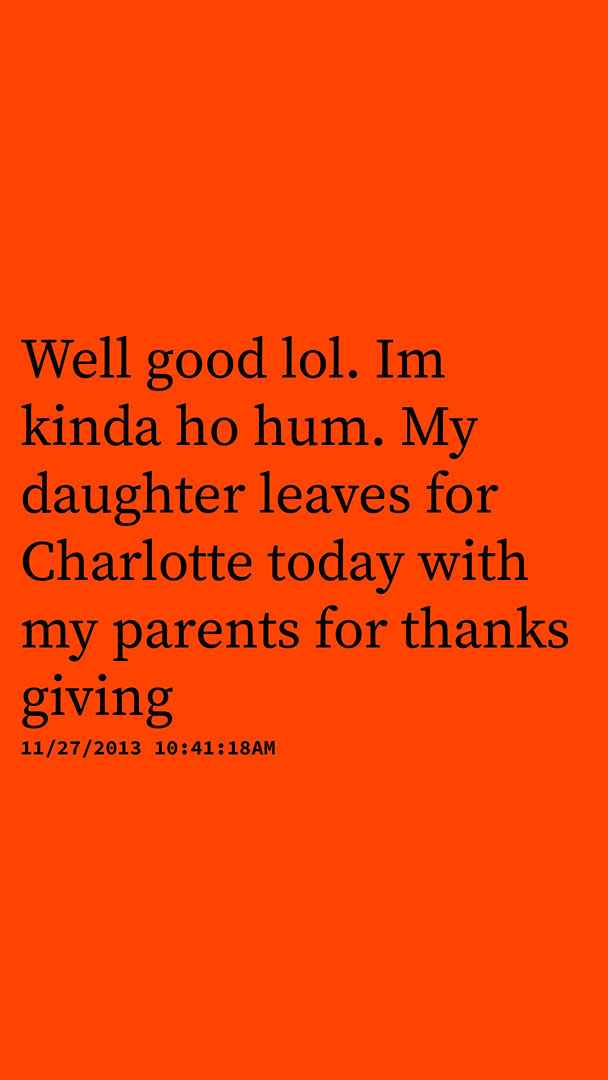 Well good lol. Im
kinda ho hum. My
daughter leaves for
Charlotte today with
my parents for thanks
giving
11/27/2013 10:41:18AM